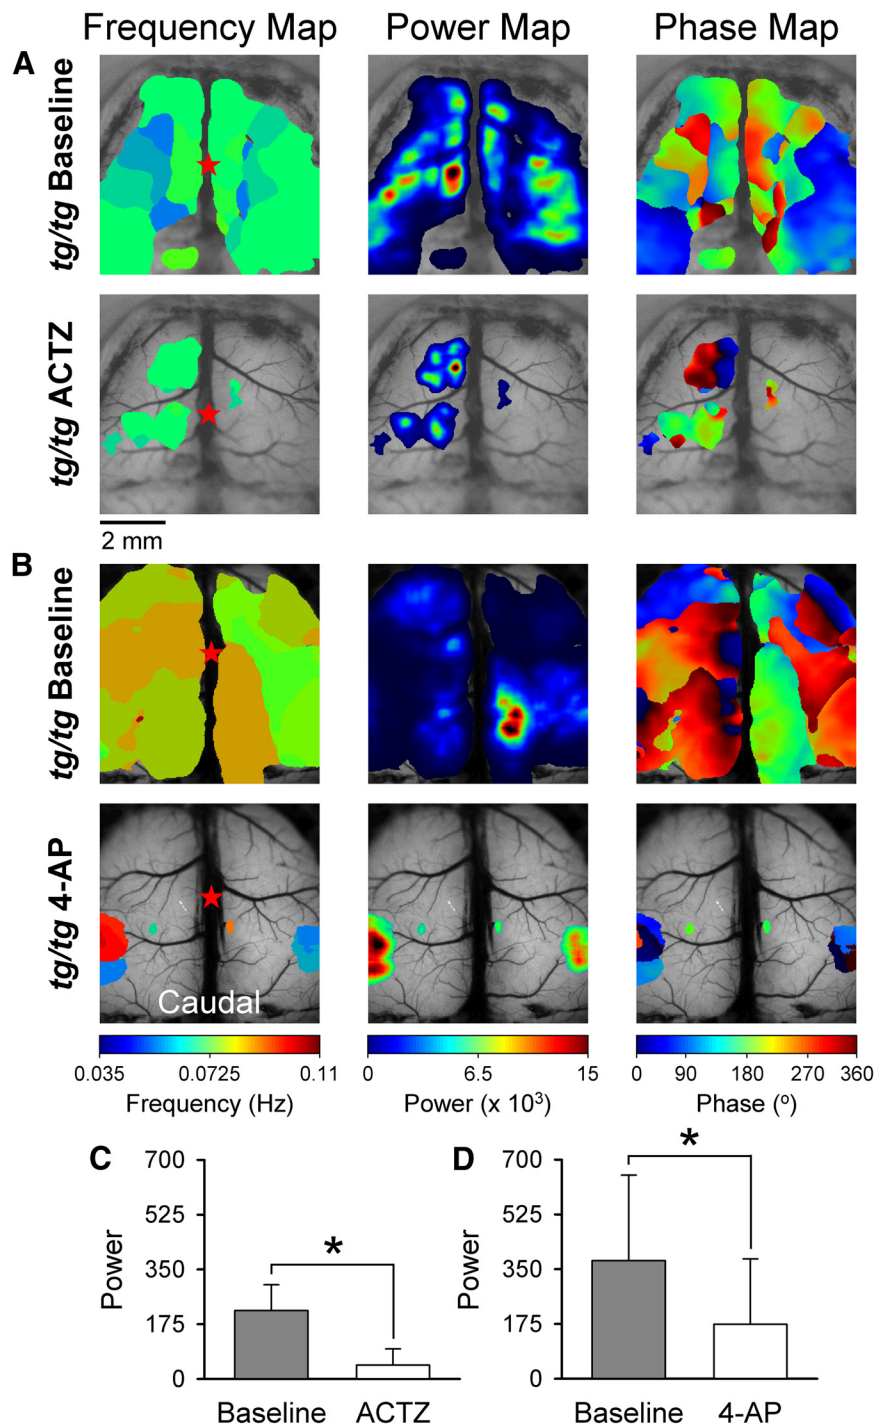 Frequency Map Power Map Phase Map
A
tg/tg Baseline
tg/tg ACTZ
2 mm
B
tg/tg Baseline
tg/tg 4-AP
Caudal
0.035 0.0725 0.11 0 6.5 15 0 90 180 270 360
Frequency (Hz) Power (x 10³) Phase (º)
C
700
525
350
175
0
Power
*
Baseline ACTZ
D
700
525
350
175
0
Power
*
Baseline 4-AP